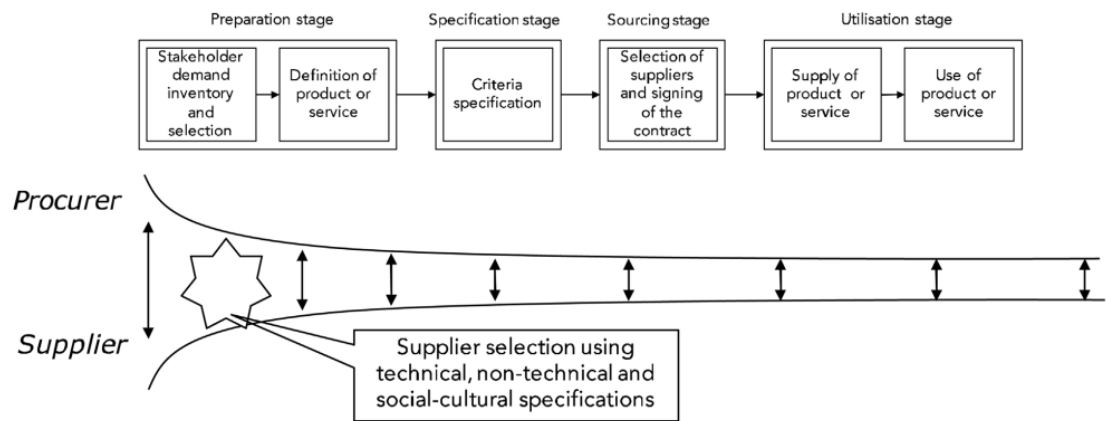 Preparation stage
Specification stage
Sourcing stage
Utilisation stage
Stakeholder
demand
inventory
and
selection
Definition of
product or
service
Criteria
specification
Selection of
suppliers
and signing
of the
contract
Supply of
product or
service
Use of
product or
service
Procurer
Supplier
Supplier selection using
technical, non-technical and
social-cultural specifications